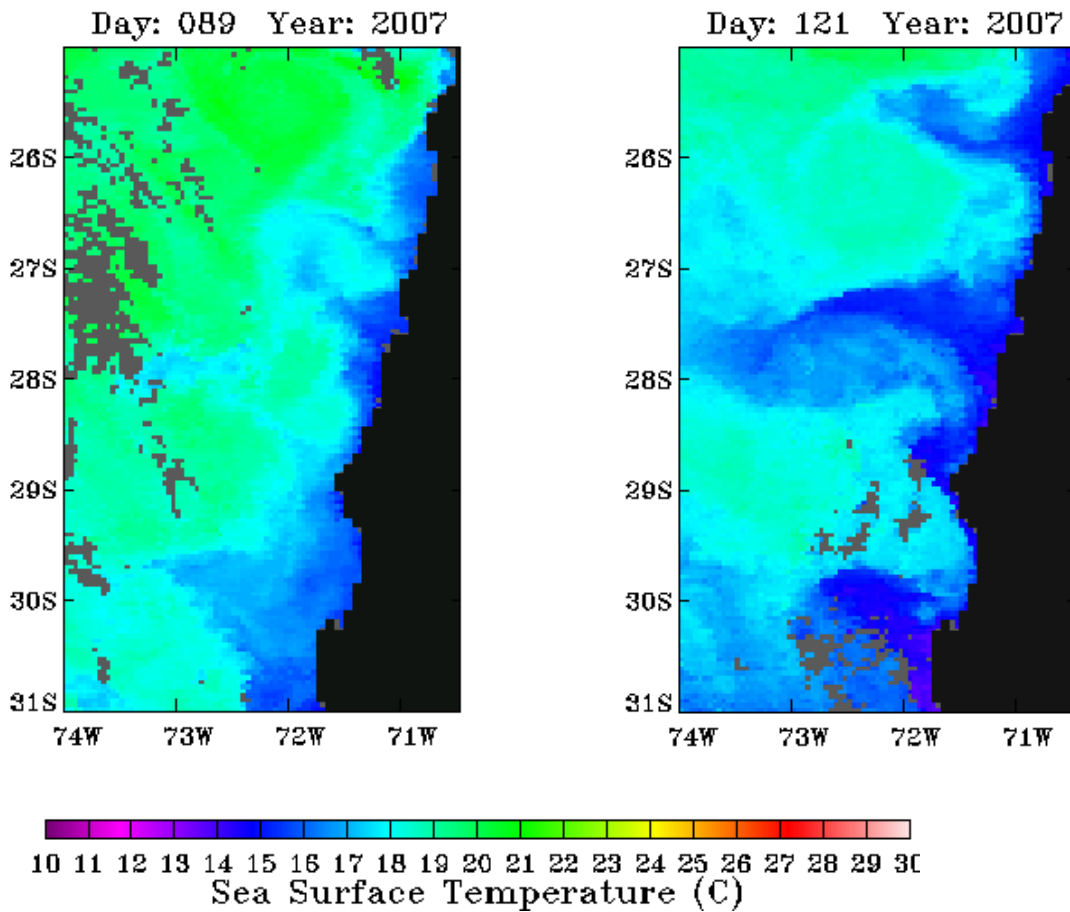 Day: 089 Year: 2007
Day: 121 Year: 2007
26S
27S
28S
29S
30S
31S
74W 73W 72W 71W
26S
27S
28S
29S
30S
31S
74W 73W 72W 71W
10 11 12 13 14 15 16 17 18 19 20 21 22 23 24 25 26 27 28 29 30
Sea Surface Temperature (C)